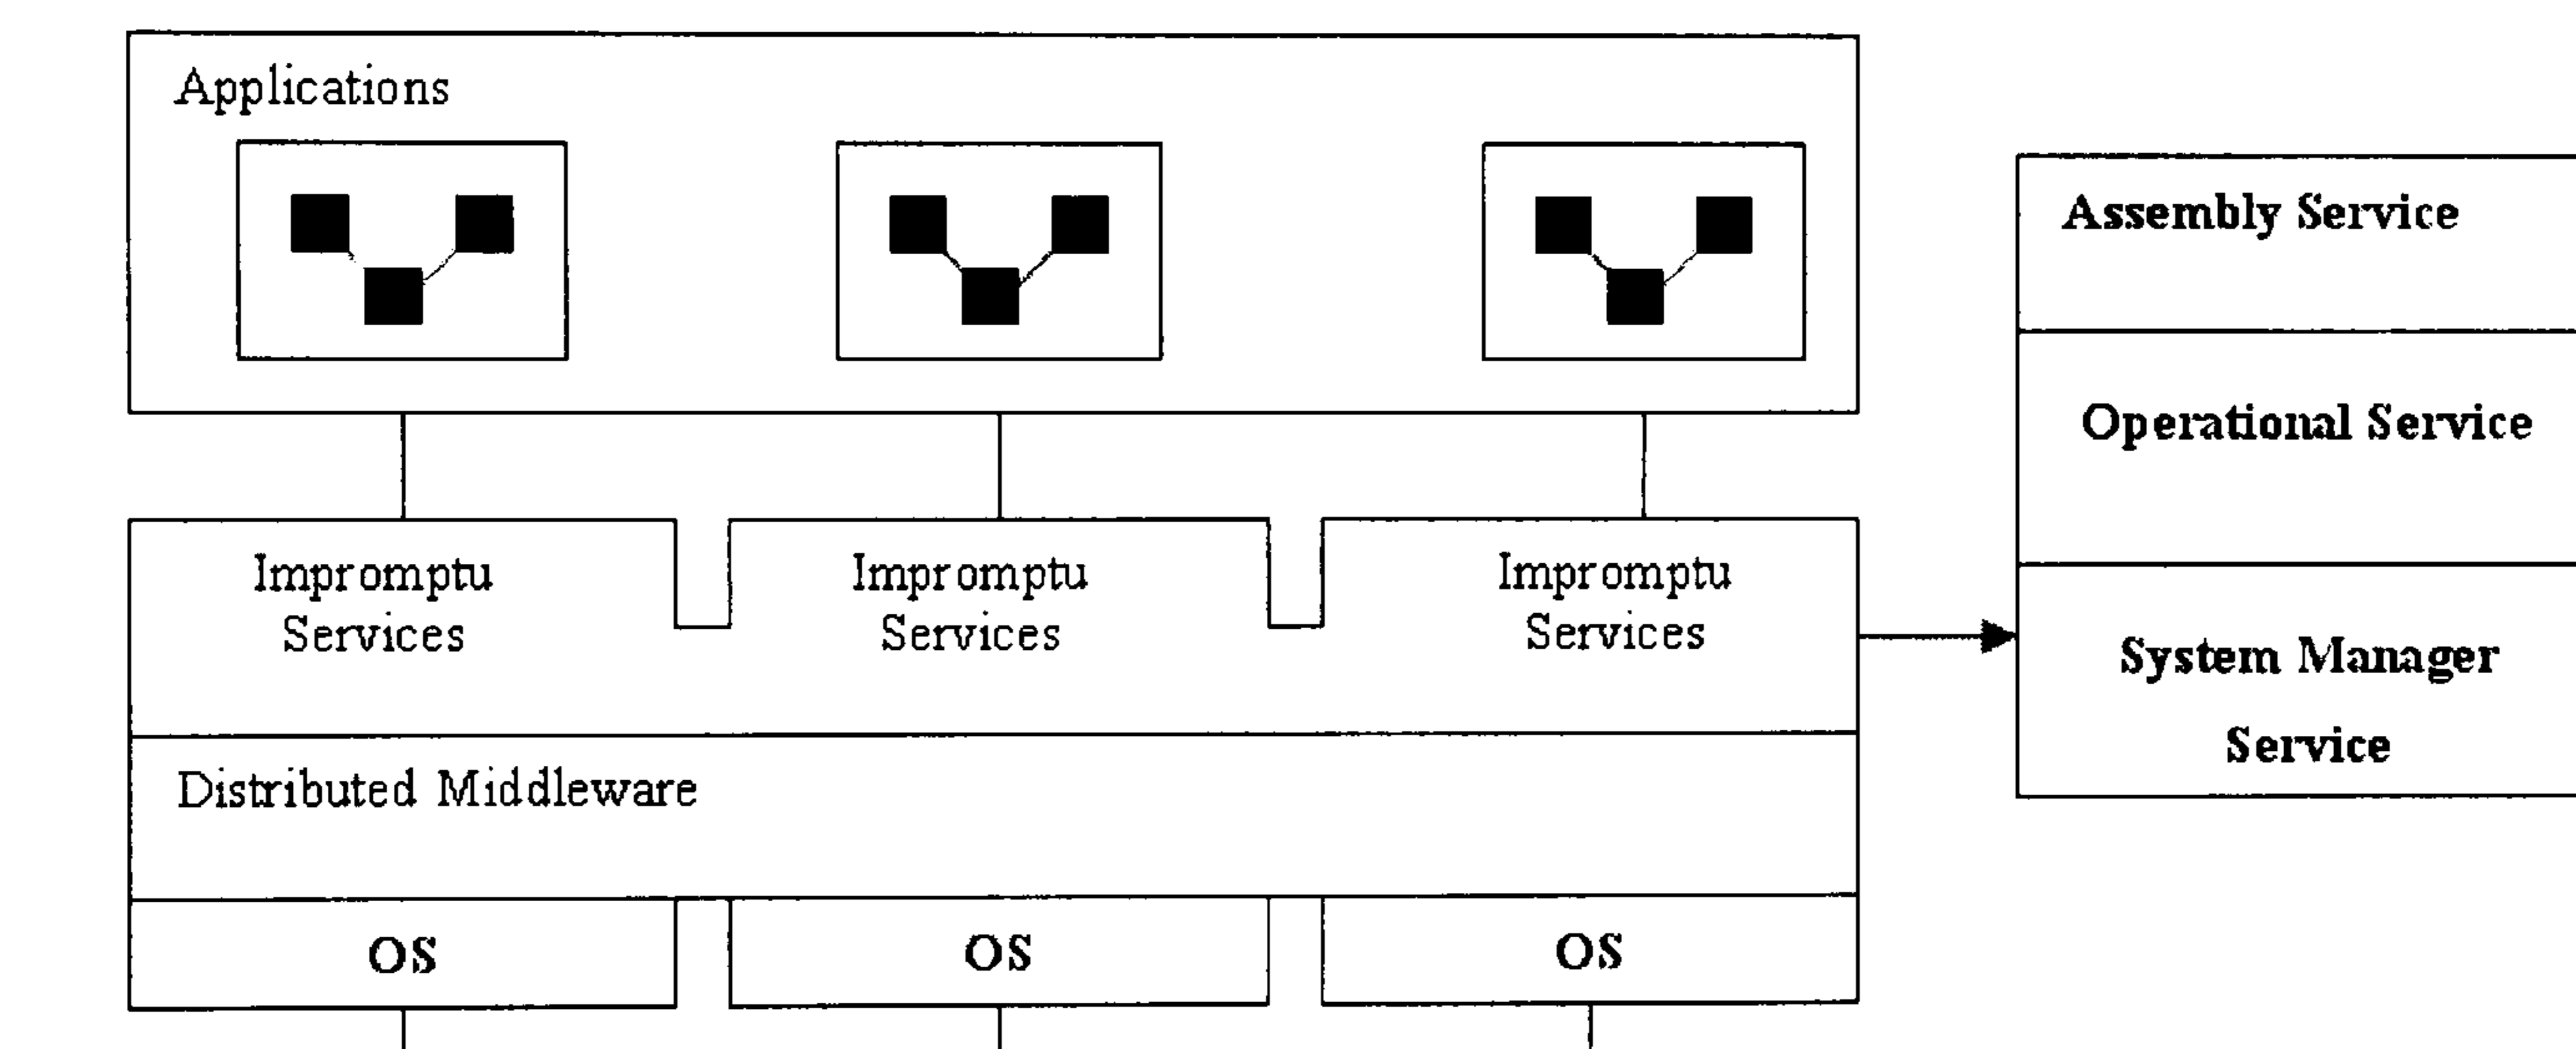 Applications
Assembly Service
Operational Service
Impromptu
Services
Impromptu
Services
Impromptu
Services
System Manager
Service
Distributed Middleware
OS
OS
OS